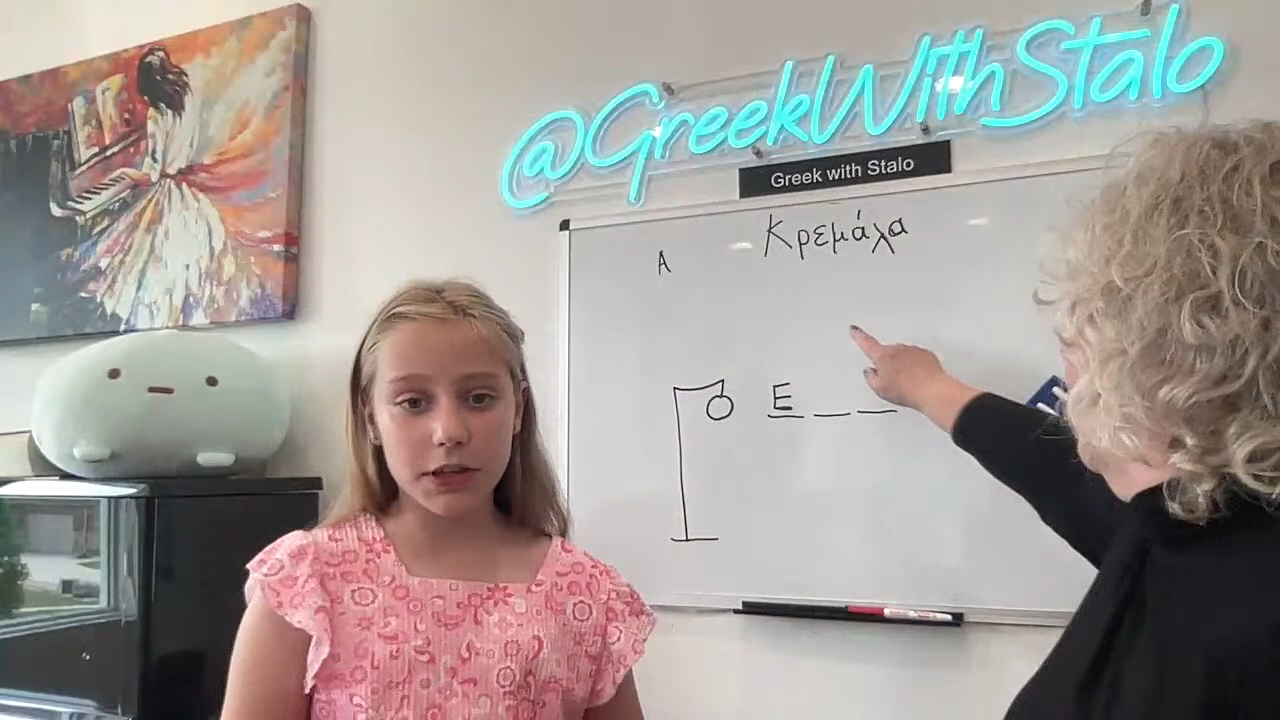 @GreekWithStalo
Greek with Stalo
Κρεμάλα
A
E _ _